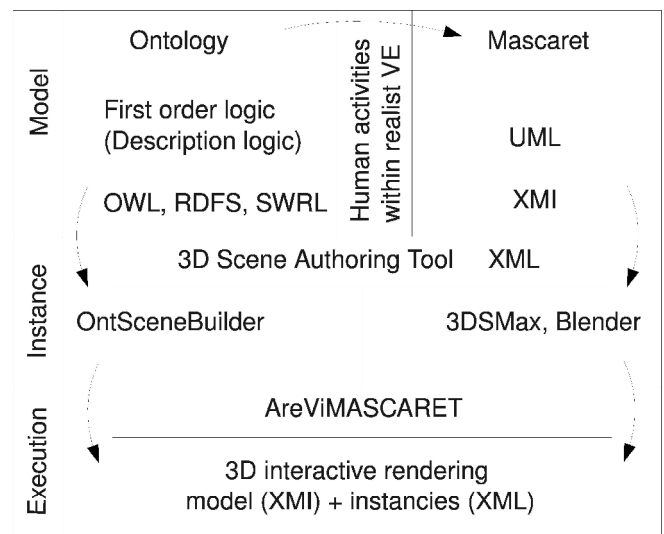 Ontology
Mascaret
Model
First order logic
(Description logic)
Human activities
within realist VE
UML
OWL, RDFS, SWRL
XMI
3D Scene Authoring Tool XML
Instance
OntSceneBuilder
3DSMax, Blender
Execution
AreViMASCARET
3D interactive rendering
model (XMI) + instancies (XML)